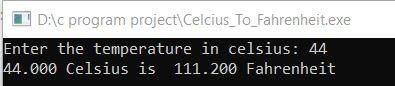 D:\c program project\Celcius_To_Fahrenheit.exe
Enter the temperature in celsius: 44
44.000 Celsius is  111.200 Fahrenheit